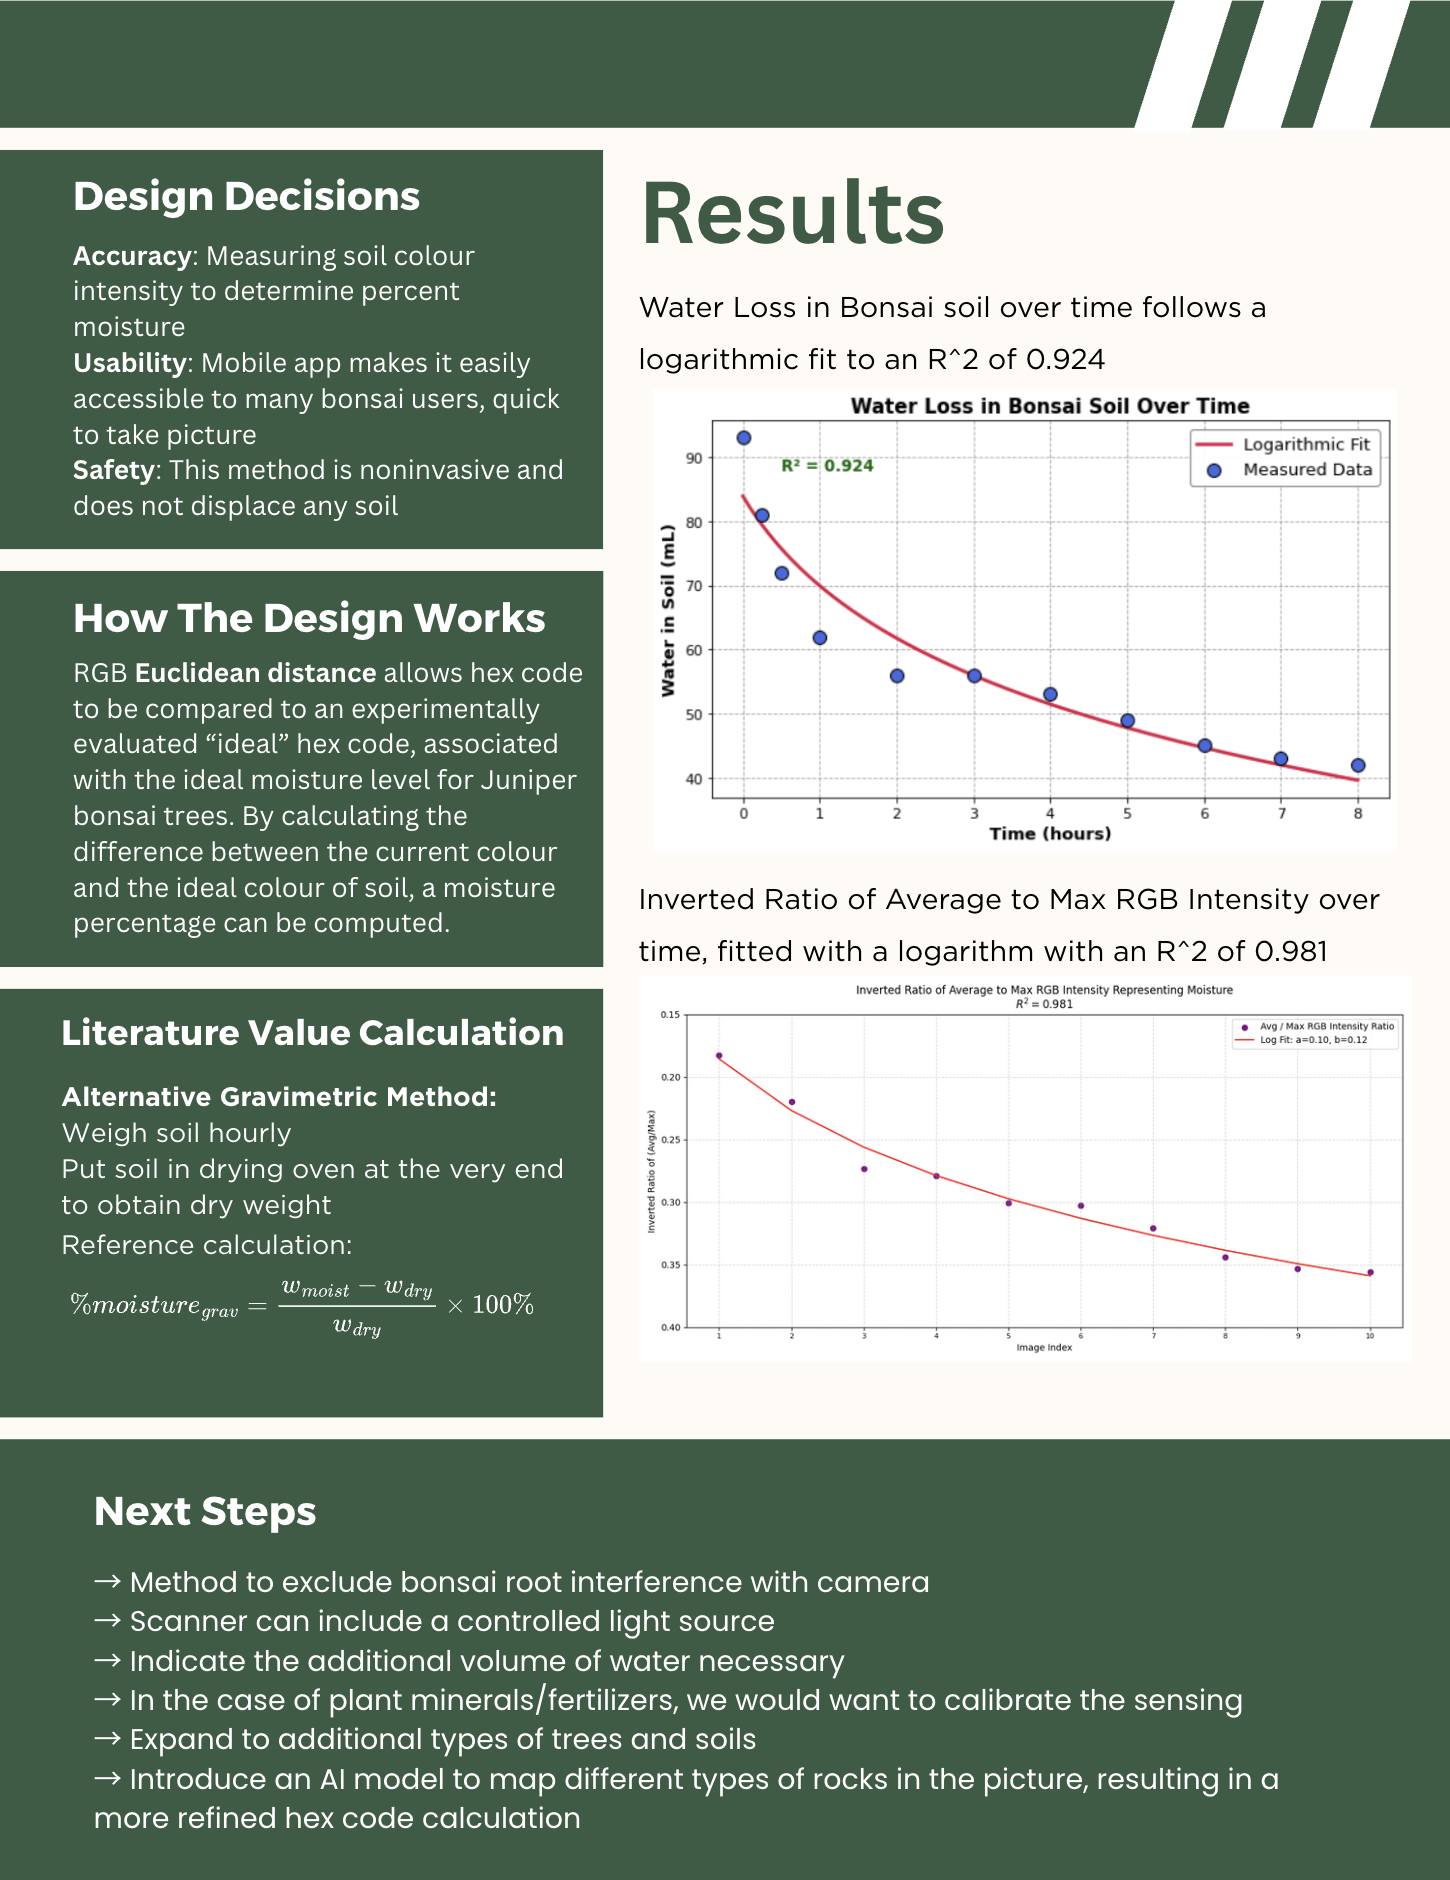 Design Decisions
Accuracy: Measuring soil colour
intensity to determine percent
moisture
Usability: Mobile app makes it easily
accessible to many bonsai users, quick
to take picture
Safety: This method is noninvasive and
does not displace any soil
How The Design Works
RGB Euclidean distance allows hex code
to be compared to an experimentally
evaluated “ideal” hex code, associated
with the ideal moisture level for Juniper
bonsai trees. By calculating the
difference between the current colour
and the ideal colour of soil, a moisture
percentage can be computed.
Literature Value Calculation
Alternative Gravimetric Method:
Weigh soil hourly
Put soil in drying oven at the very end
to obtain dry weight
Reference calculation:
%moisture_grav = (w_moist − w_dry) / w_dry × 100%
Results
Water Loss in Bonsai soil over time follows a
logarithmic fit to an R^2 of 0.924
Water Loss in Bonsai Soil Over Time
R² = 0.924
Logarithmic Fit
Measured Data
Water in Soil (mL)
90
80
70
60
50
40
0 1 2 3 4 5 6 7 8
Time (hours)
Inverted Ratio of Average to Max RGB Intensity over
time, fitted with a logarithm with an R^2 of 0.981
Inverted Ratio of Average to Max RGB Intensity Representing Moisture
R² = 0.981
Avg / Max RGB Intensity Ratio
Log Fit: a=0.10, b=0.12
Inverted Ratio of (Avg/Max)
0.15
0.20
0.25
0.30
0.35
0.40
1 2 3 4 5 6 7 8 9 10
Image Index
Next Steps
→ Method to exclude bonsai root interference with camera
→ Scanner can include a controlled light source
→ Indicate the additional volume of water necessary
→ In the case of plant minerals/fertilizers, we would want to calibrate the sensing
→ Expand to additional types of trees and soils
→ Introduce an AI model to map different types of rocks in the picture, resulting in a
more refined hex code calculation